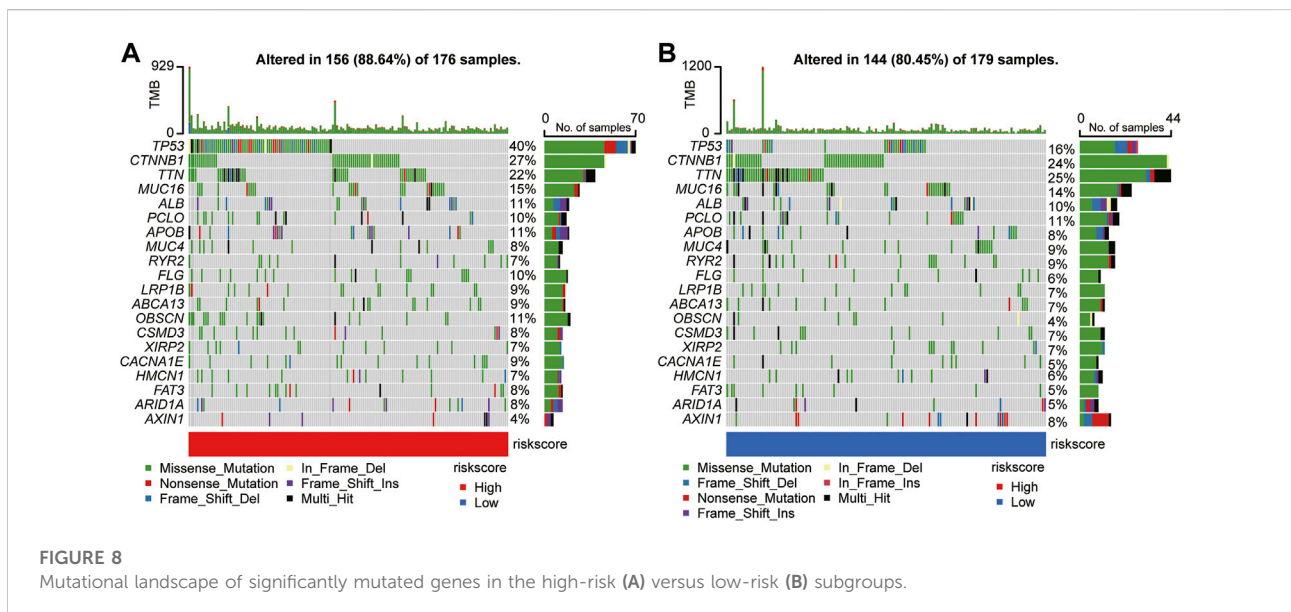 A
Altered in 156 (88.64%) of 176 samples.
929
TMB
0
0 70
No. of samples
TP53 40%
CTNNB1 27%
TTN 22%
MUC16 15%
ALB 11%
PCLO 10%
APOB 11%
MUC4 8%
RYR2 7%
FLG 10%
LRP1B 9%
ABCA13 9%
OBSCN 11%
CSMD3 8%
XIRP2 7%
CACNA1E 9%
HMCN1 7%
FAT3 8%
ARID1A 8%
AXIN1 4%
riskscore
Missense_Mutation
Nonsense_Mutation
Frame_Shift_Del
In_Frame_Del
Frame_Shift_Ins
Multi_Hit
riskscore
High
Low
B
Altered in 144 (80.45%) of 179 samples.
1200
TMB
0
0 44
No. of samples
TP53 16%
CTNNB1 24%
TTN 25%
MUC16 14%
ALB 10%
PCLO 11%
APOB 8%
MUC4 9%
RYR2 9%
FLG 6%
LRP1B 7%
ABCA13 7%
OBSCN 4%
CSMD3 7%
XIRP2 7%
CACNA1E 5%
HMCN1 6%
FAT3 5%
ARID1A 5%
AXIN1 8%
riskscore
Missense_Mutation
Frame_Shift_Del
Nonsense_Mutation
Frame_Shift_Ins
In_Frame_Del
In_Frame_Ins
Multi_Hit
riskscore
High
Low
FIGURE 8
Mutational landscape of significantly mutated genes in the high-risk (A) versus low-risk (B) subgroups.